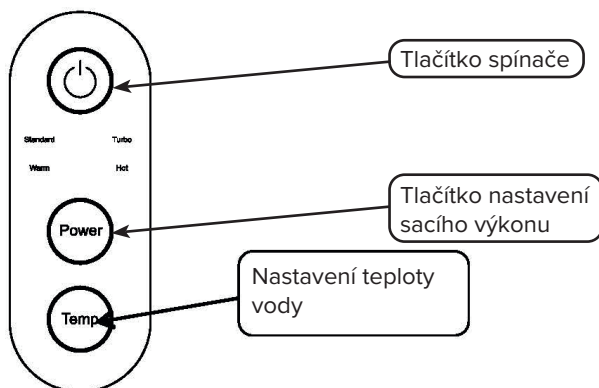 Tlačítko spínače
Standard Turbo
Warm Hot
Power
Tlačítko nastavení
sacího výkonu
Nastavení teploty
vody
Temp